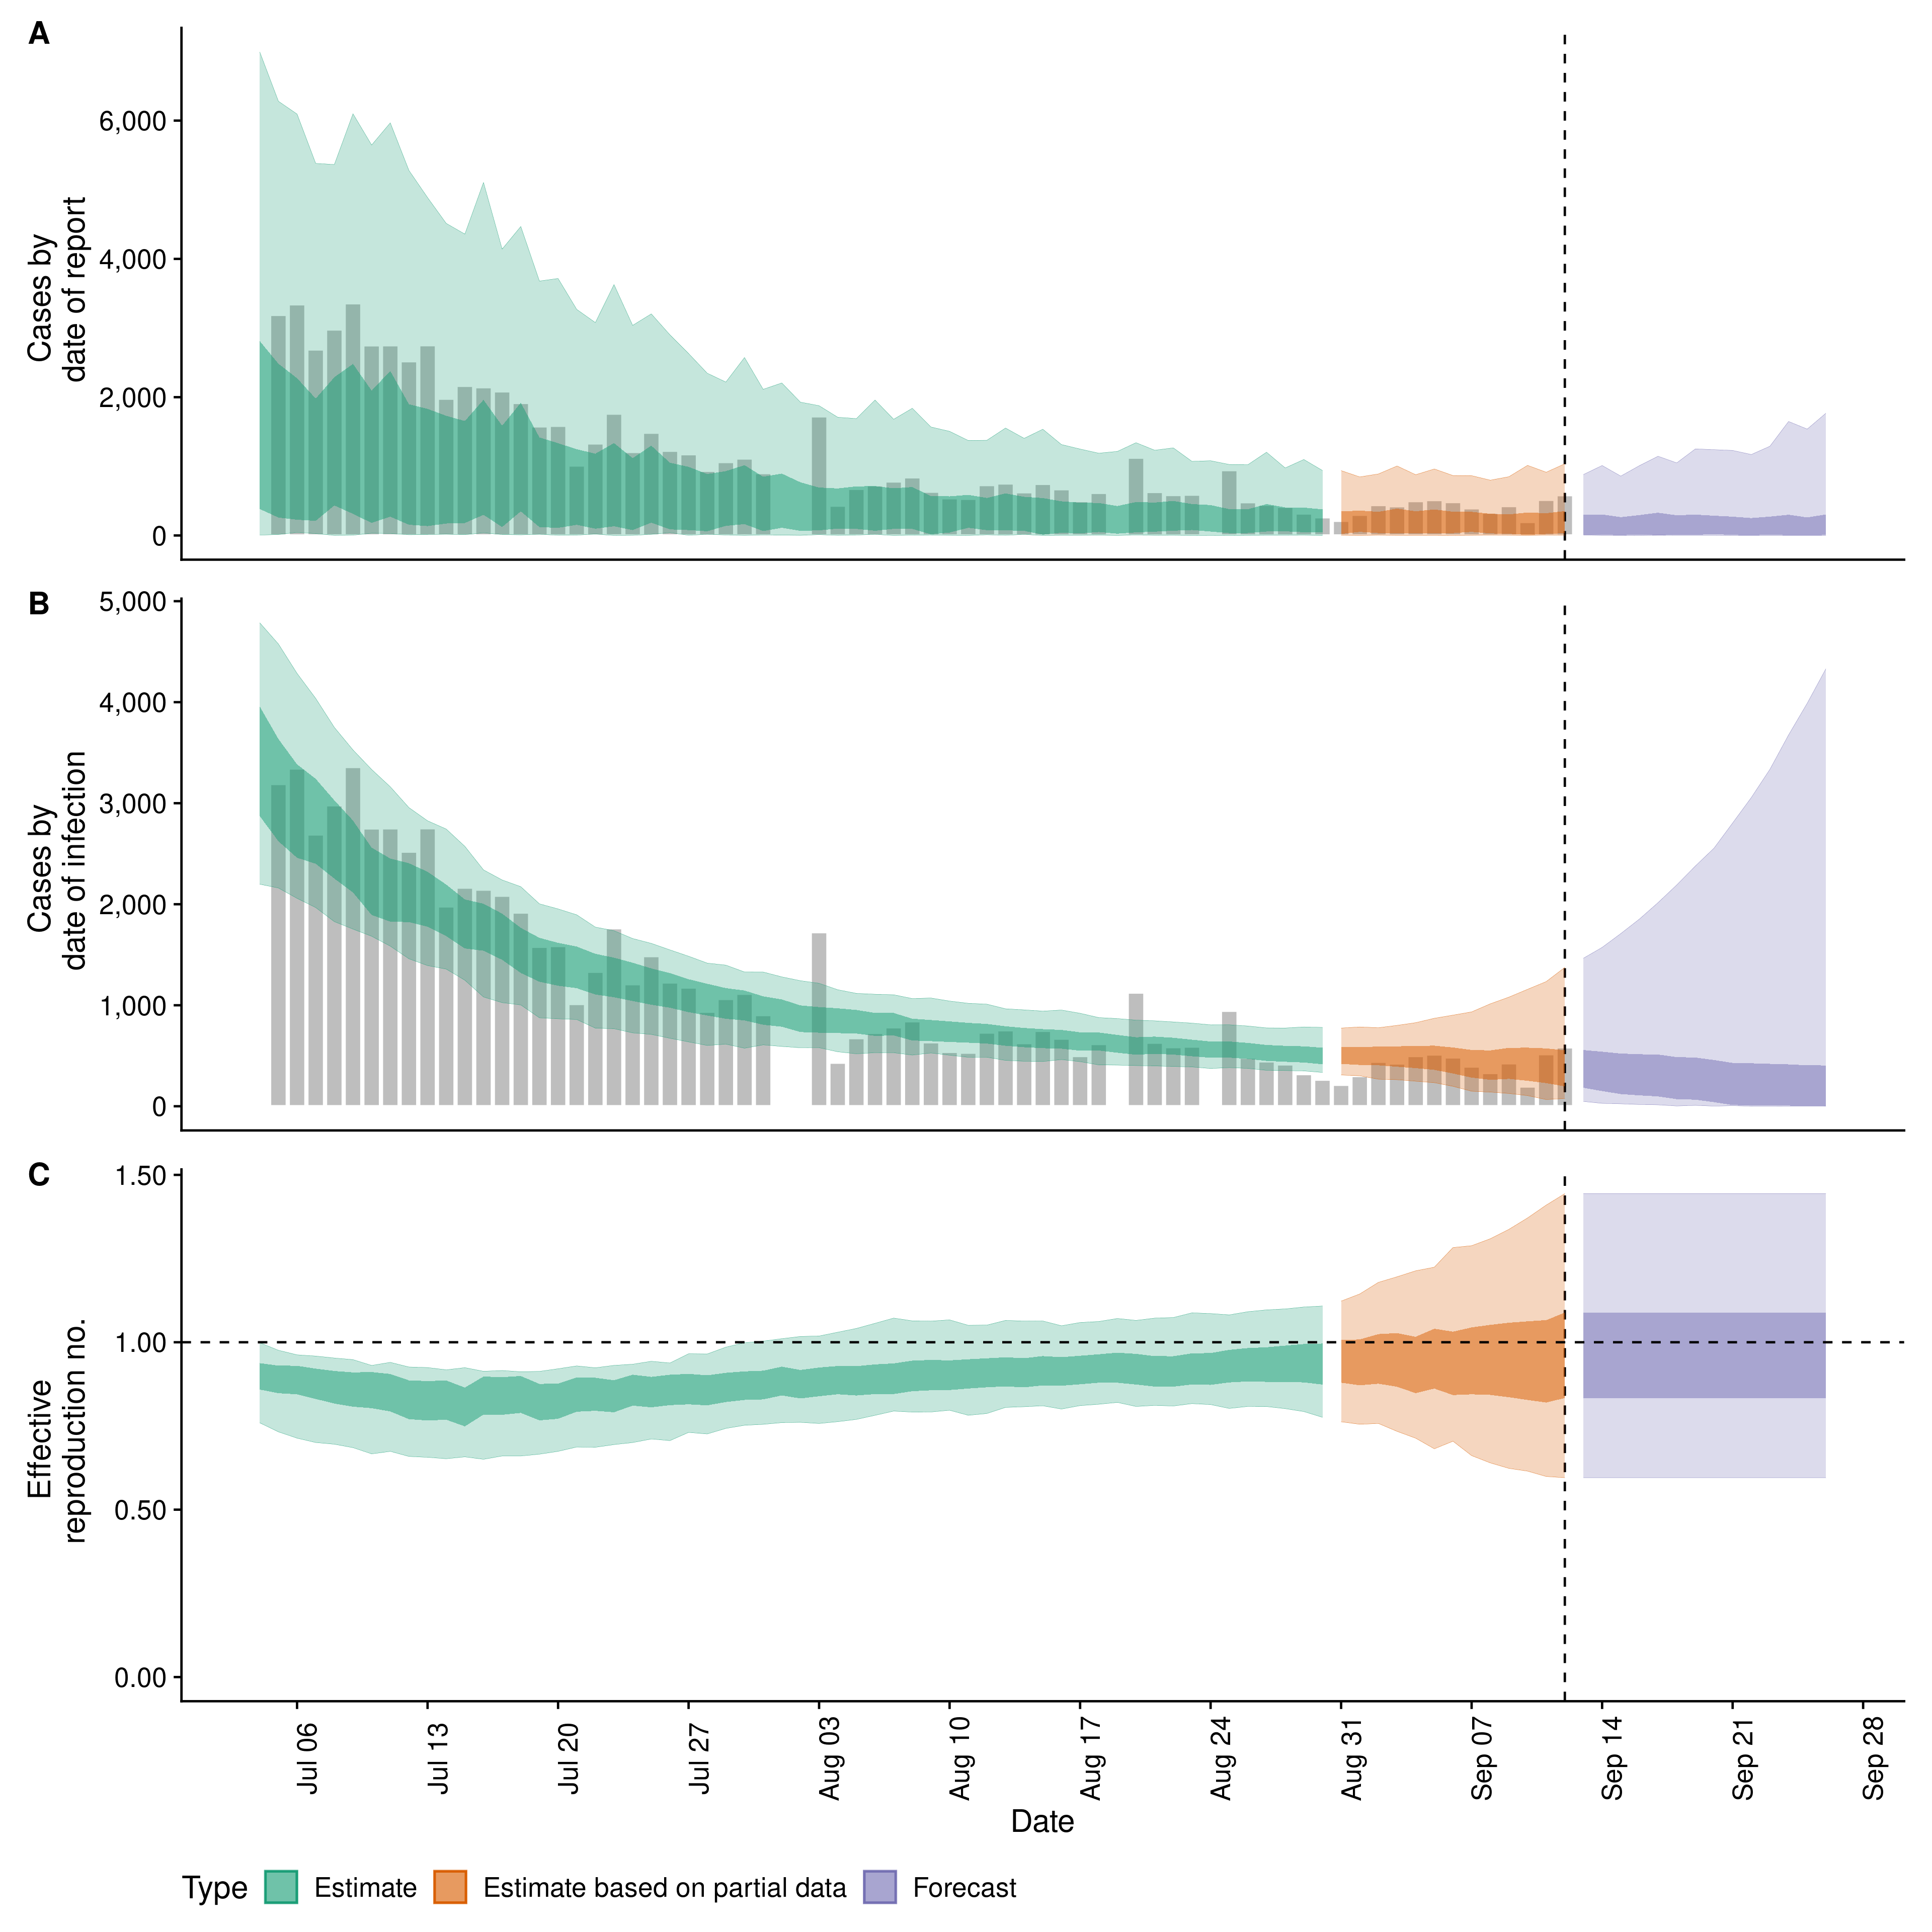 A
Cases by
date of report
6,000
4,000
2,000
0
B
Cases by
date of infection
5,000
4,000
3,000
2,000
1,000
0
C
Effective
reproduction no.
1.50
1.00
0.50
0.00
Jul 06
Jul 13
Jul 20
Jul 27
Aug 03
Aug 10
Aug 17
Aug 24
Aug 31
Sep 07
Sep 14
Sep 21
Sep 28
Date
Type Estimate Estimate based on partial data Forecast